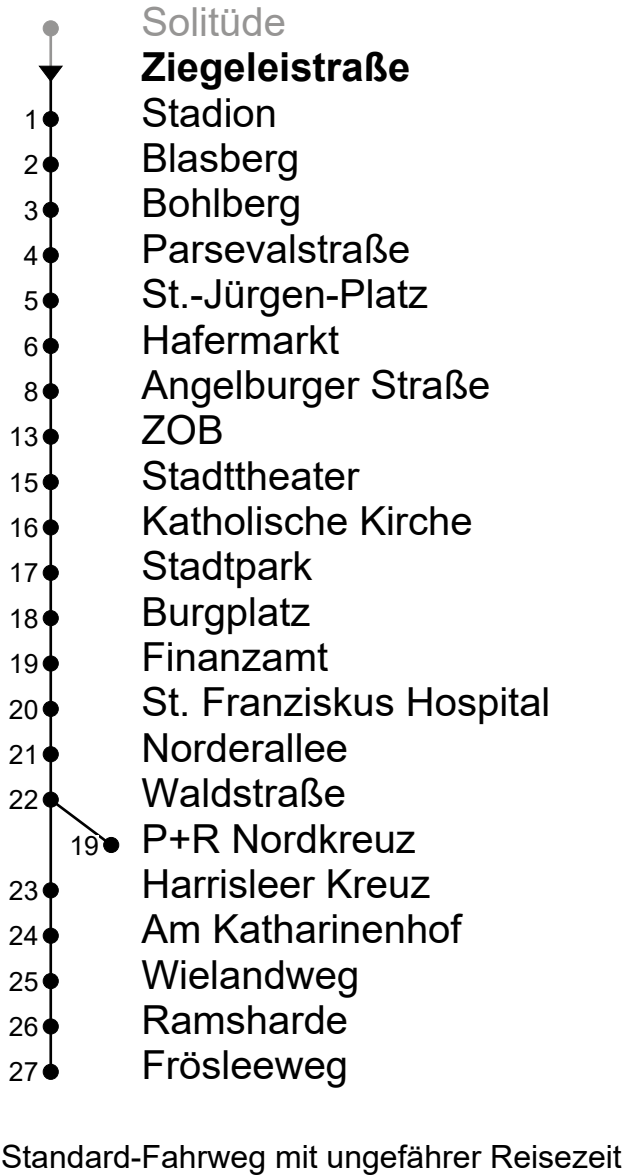 Solitüde
Ziegeleistraße
1 Stadion
2 Blasberg
3 Bohlberg
4 Parsevalstraße
5 St.-Jürgen-Platz
6 Hafermarkt
8 Angelburger Straße
13 ZOB
15 Stadttheater
16 Katholische Kirche
17 Stadtpark
18 Burgplatz
19 Finanzamt
20 St. Franziskus Hospital
21 Norderallee
22 Waldstraße
19 P+R Nordkreuz
23 Harrisleer Kreuz
24 Am Katharinenhof
25 Wielandweg
26 Ramsharde
27 Frösleeweg
Standard-Fahrweg mit ungefährer Reisezeit